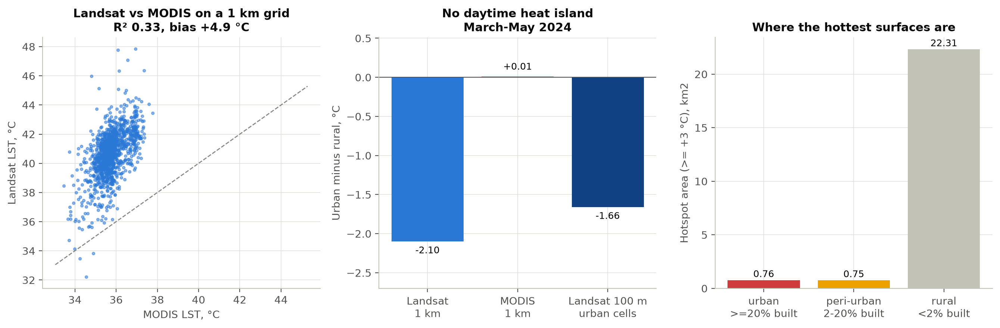 Landsat vs MODIS on a 1 km grid
R² 0.33, bias +4.9 °C
48
46
44
42
40
38
36
34
32
Landsat LST, °C
34
36
38
40
42
44
MODIS LST, °C
No daytime heat island
March-May 2024
0.5
0.0
−0.5
−1.0
−1.5
−2.0
−2.5
Urban minus rural, °C
-2.10
+0.01
-1.66
Landsat
1 km
MODIS
1 km
Landsat 100 m
urban cells
Where the hottest surfaces are
20
15
10
5
0
Hotspot area (>= +3 °C), km2
0.76
0.75
22.31
urban
>=20% built
peri-urban
2-20% built
rural
<2% built